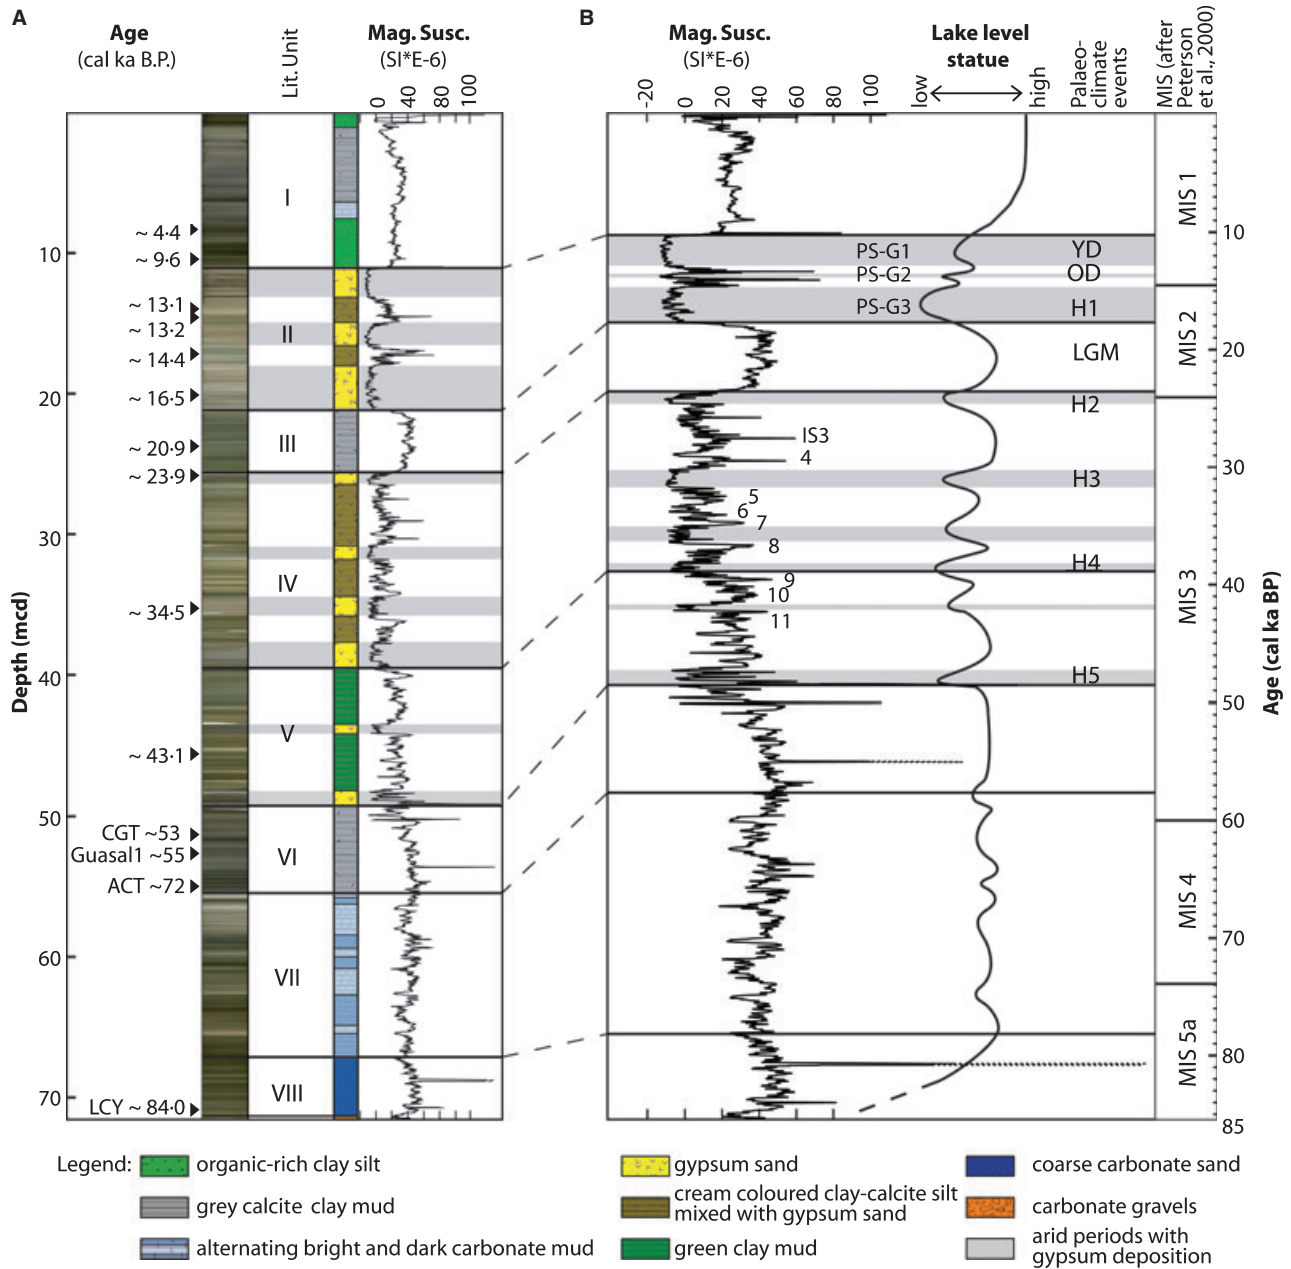 A
Age
(cal ka B.P.)
Lit. Unit
Mag. Susc.
(SI*E-6)
0
40
80
100
Depth (mcd)
10
20
30
40
50
60
70
~ 4·4
~ 9·6
~ 13·1
~ 13·2
~ 14·4
~ 16·5
~ 20·9
~ 23·9
~ 34·5
~ 43·1
CGT ~53
Guasal1 ~55
ACT ~72
LCY ~ 84·0
I
II
III
IV
V
VI
VII
VIII
B
Mag. Susc.
(SI*E-6)
-20
0
20
40
60
80
100
Lake level
statue
low
high
Palaeo-
climate
events
MIS (after
Peterson
et al., 2000)
PS-G1
PS-G2
PS-G3
YD
OD
H1
LGM
H2
IS3
4
H3
5
6
7
8
H4
9
10
11
H5
MIS 1
MIS 2
MIS 3
MIS 4
MIS 5a
10
20
30
40
50
60
70
80
85
Age (cal ka BP)
Legend:
organic-rich clay silt
grey calcite clay mud
alternating bright and dark carbonate mud
gypsum sand
cream coloured clay-calcite silt
mixed with gypsum sand
green clay mud
coarse carbonate sand
carbonate gravels
arid periods with
gypsum deposition